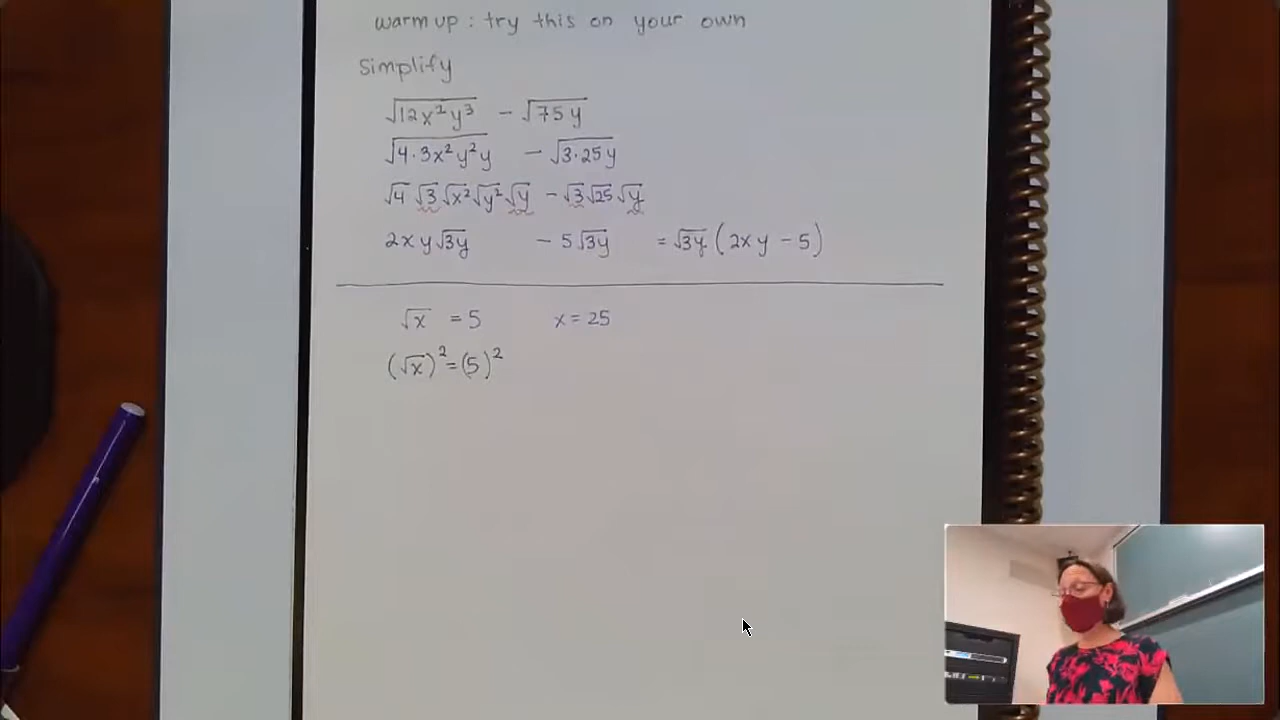 warm up : try this on your own
Simplify
√12x²y³ - √75y
√4·3x²y²y - √3·25y
√4 √3 √x² √y² √y - √3 √25 √y
2xy√3y - 5√3y = √3y (2xy - 5)
√x = 5 x = 25
(√x)² = (5)²